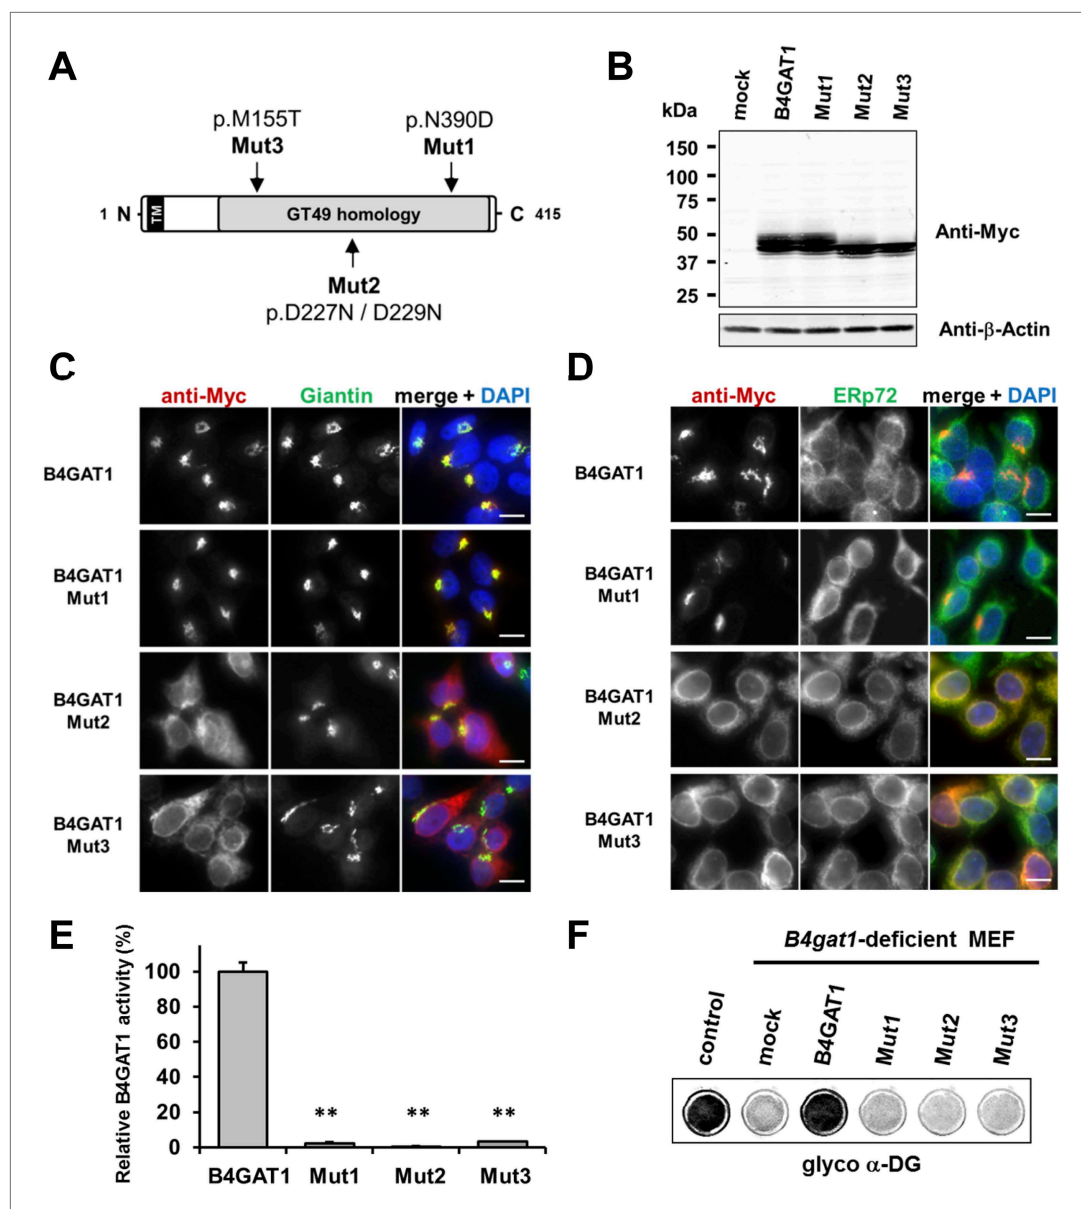 A
p.M155T
Mut3
p.N390D
Mut1
1 N
TM
GT49 homology
C 415
Mut2
p.D227N / D229N
B
kDa
mock
B4GAT1
Mut1
Mut2
Mut3
150
100
75
50
37
25
Anti-Myc
Anti-β-Actin
C
anti-Myc
Giantin
merge + DAPI
B4GAT1
B4GAT1
Mut1
B4GAT1
Mut2
B4GAT1
Mut3
D
anti-Myc
ERp72
merge + DAPI
B4GAT1
B4GAT1
Mut1
B4GAT1
Mut2
B4GAT1
Mut3
E
Relative B4GAT1 activity (%)
100
80
60
40
20
0
**
**
**
B4GAT1
Mut1
Mut2
Mut3
F
B4gat1-deficient MEF
control
mock
B4GAT1
Mut1
Mut2
Mut3
glyco α-DG